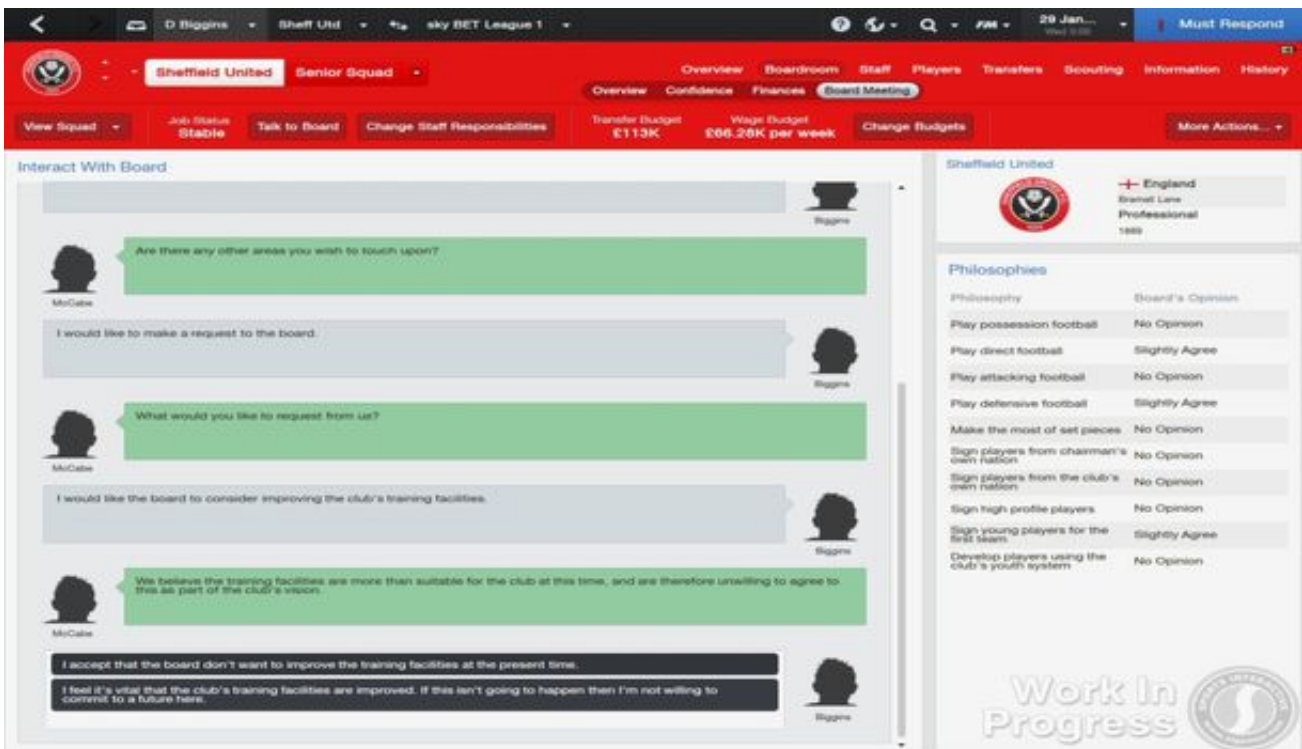 D Biggins
Sheff Utd
sky BET League 1
FM
29 Jan...
Must Respond
Sheffield United
Senior Squad
Overview Boardroom Staff Players Transfers Scouting Information History
Overview Confidence Finances Board Meeting
View Squad
Job Status
Stable
Talk to Board
Change Staff Responsibilities
Transfer Budget
£113K
Wage Budget
£66.28K per week
Change Budgets
More Actions...
Interact With Board
Biggins
Are there any other areas you wish to touch upon?
McCabe
I would like to make a request to the board.
Biggins
What would you like to request from us?
McCabe
I would like the board to consider improving the club's training facilities.
Biggins
We believe the training facilities are more than suitable for the club at this time, and are therefore unwilling to agree to
this as part of the club's vision.
McCabe
I accept that the board don't want to improve the training facilities at the present time.
I feel it's vital that the club's training facilities are improved. If this isn't going to happen then I'm not willing to
commit to a future here.
Biggins
Sheffield United
England
Bramall Lane
Professional
1889
Philosophies
Philosophy Board's Opinion
Play possession football No Opinion
Play direct football Slightly Agree
Play attacking football No Opinion
Play defensive football Slightly Agree
Make the most of set pieces No Opinion
Sign players from chairman's
own nation No Opinion
Sign players from the club's
own nation No Opinion
Sign high profile players No Opinion
Sign young players for the
first team Slightly Agree
Develop players using the
club's youth system No Opinion
Work In
Progress